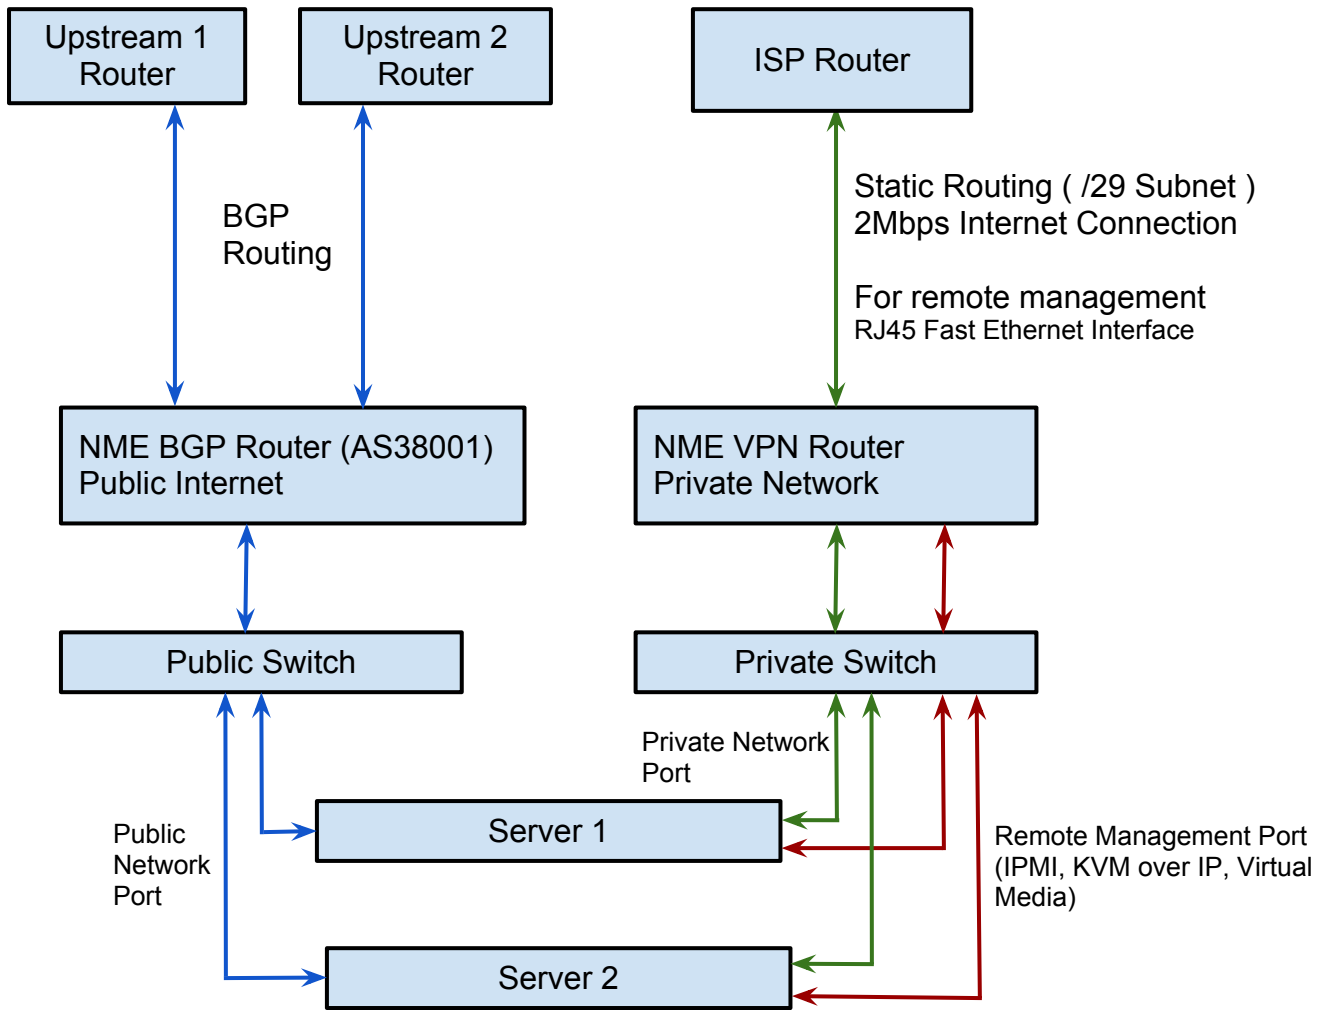 Upstream 1
Router
Upstream 2
Router
ISP Router
BGP
Routing
Static Routing ( /29 Subnet )
2Mbps Internet Connection
For remote management
RJ45 Fast Ethernet Interface
NME BGP Router (AS38001)
Public Internet
NME VPN Router
Private Network
Public Switch
Private Switch
Private Network
Port
Public
Network
Port
Server 1
Remote Management Port
(IPMI, KVM over IP, Virtual
Media)
Server 2